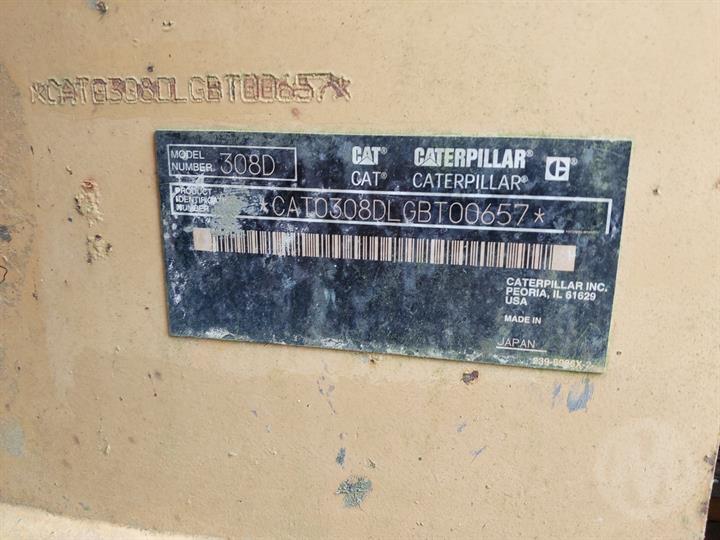 *CAT0308DLGBT00657*
MODEL NUMBER 308D
CAT® CATERPILLAR®
CAT® CATERPILLAR®
PRODUCT
IDENTIFICATION
NUMBER *CAT0308DLGBT00657*
CATERPILLAR INC.
PEORIA, IL 61629
USA
MADE IN
JAPAN